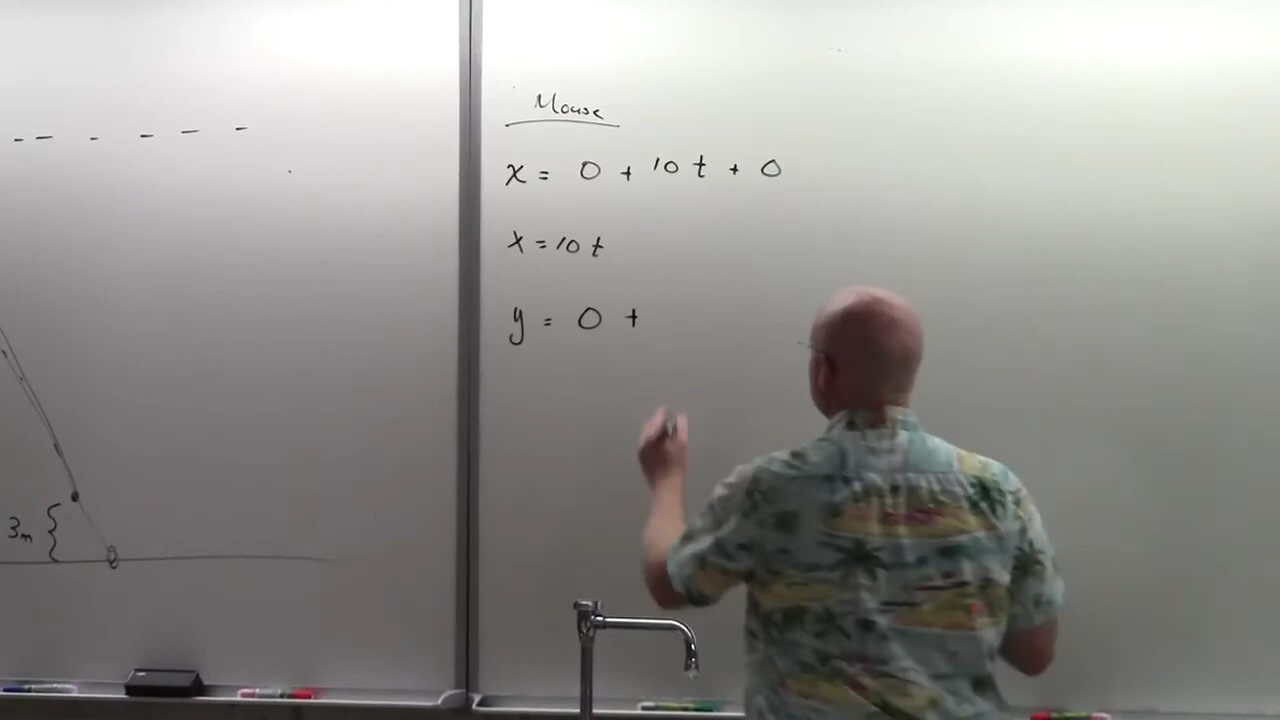 Mouse
x = 0 + 10 t + 0
x = 10 t
y = 0 +
3m